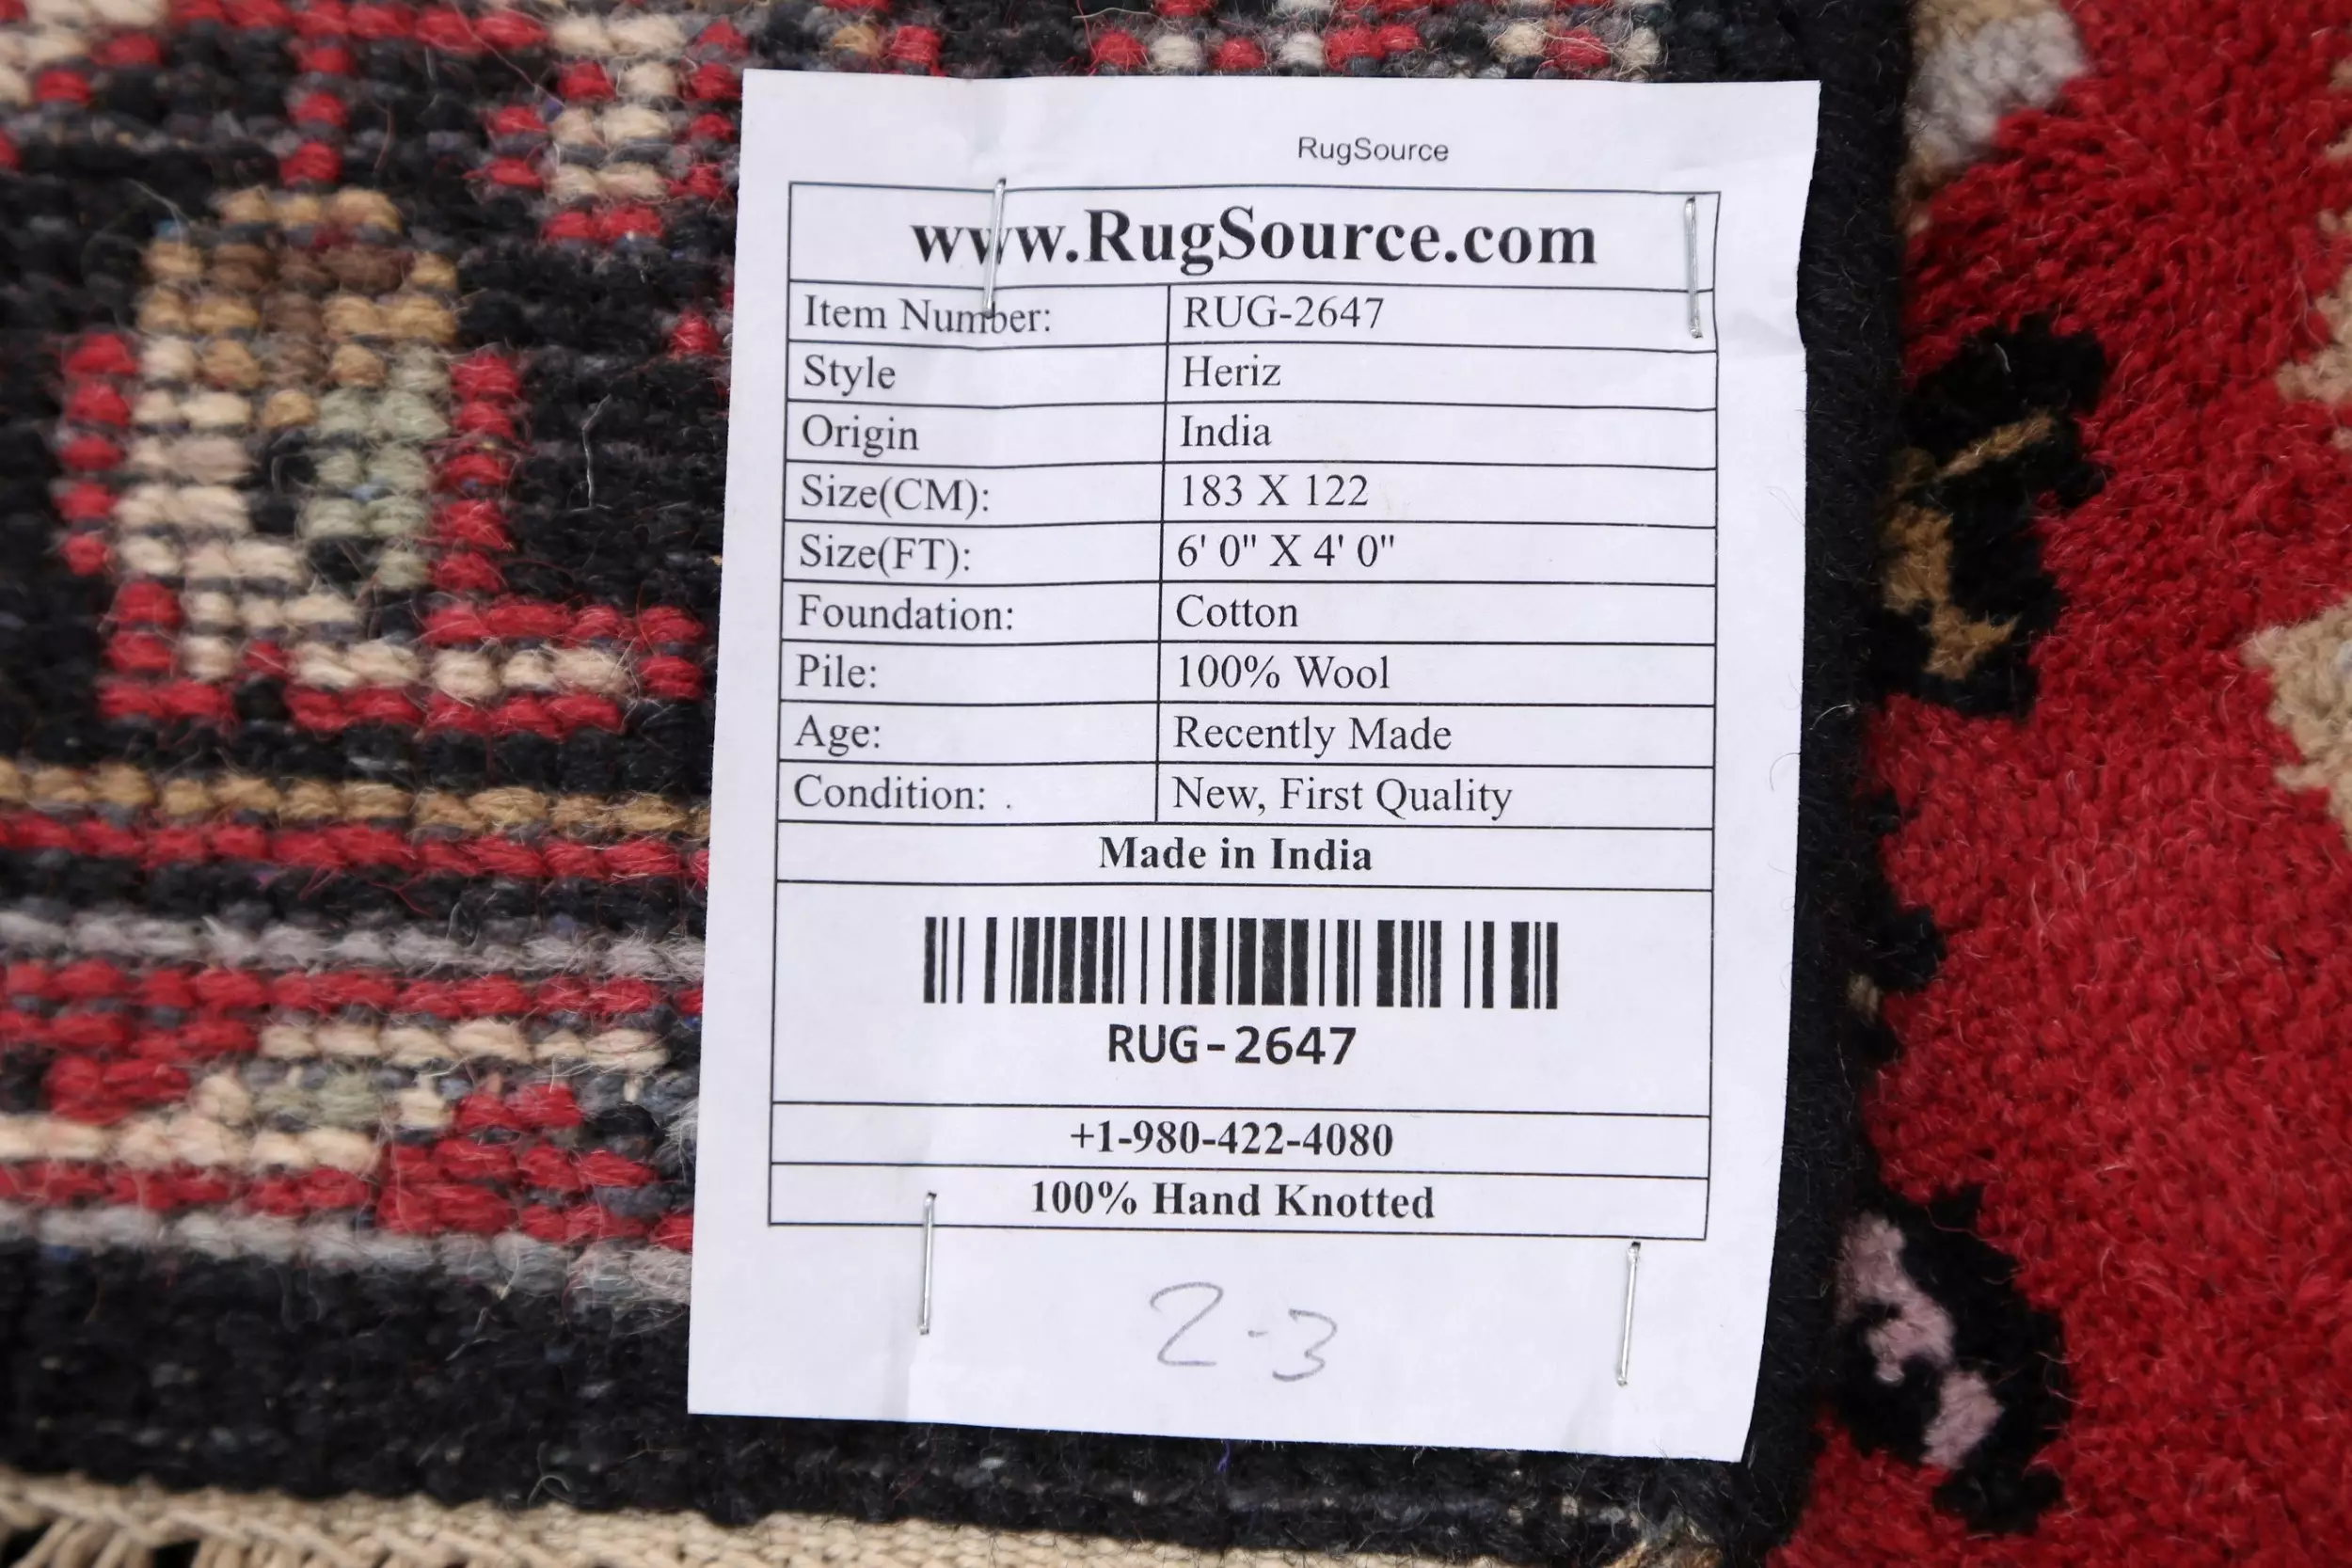 RugSource
www.RugSource.com
Item Number: RUG-2647
Style Heriz
Origin India
Size(CM): 183 X 122
Size(FT): 6' 0" X 4' 0"
Foundation: Cotton
Pile: 100% Wool
Age: Recently Made
Condition: . New, First Quality
Made in India
RUG-2647
+1-980-422-4080
100% Hand Knotted
2-3